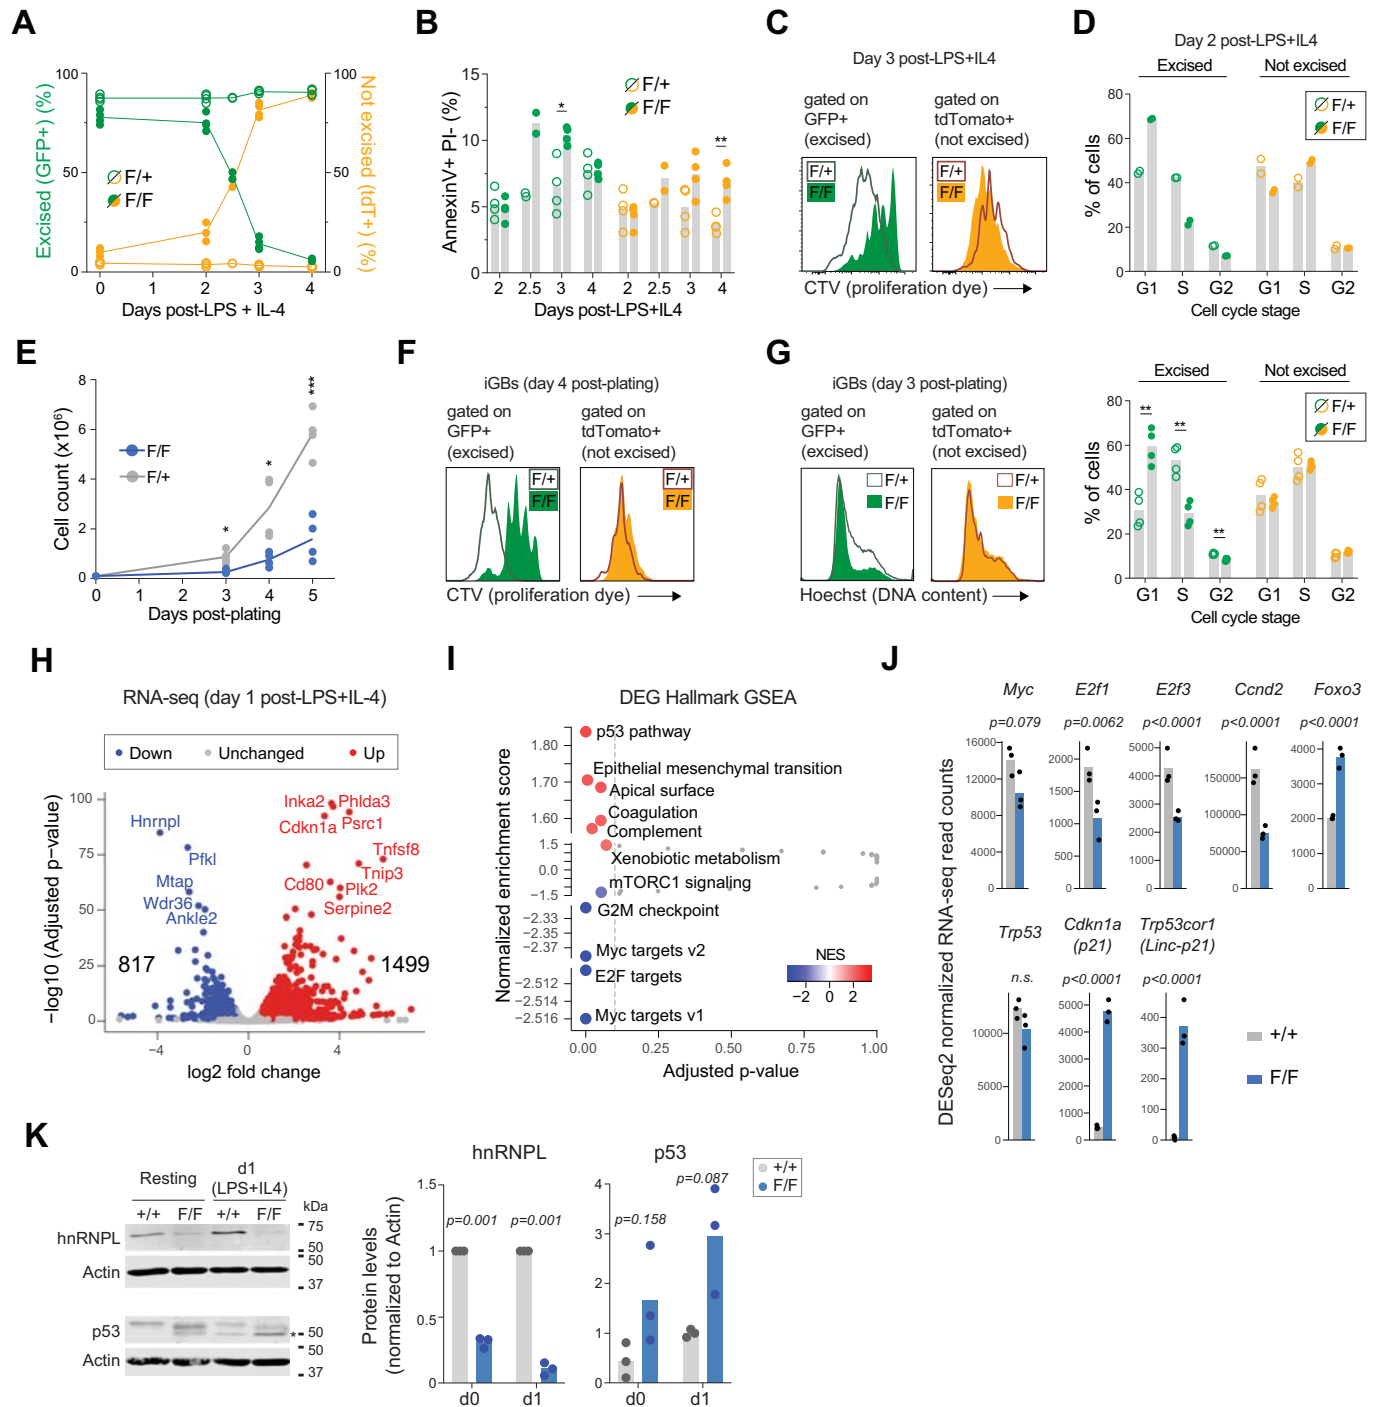 A
Excised (GFP+) (%)
100
50
0
F/+
F/F
100
50
0
Not excised (tdT+) (%)
0
1
2
3
4
Days post-LPS + IL-4
B
AnnexinV+ PI- (%)
15
10
5
0
F/+
F/F
*
**
2
2.5
3
4
2
2.5
3
4
Days post-LPS+IL4
C
Day 3 post-LPS+IL4
gated on
GFP+
(excised)
gated on
tdTomato+
(not excised)
F/+
F/F
F/+
F/F
CTV (proliferation dye)
D
Day 2 post-LPS+IL4
Excised
Not excised
% of cells
80
60
40
20
0
F/+
F/F
G1
S
G2
G1
S
G2
Cell cycle stage
E
Cell count (x10⁶)
8
6
4
2
0
F/F
F/+
*
*
***
0
3
4
5
Days post-plating
F
iGBs (day 4 post-plating)
gated on
GFP+
(excised)
gated on
tdTomato+
(not excised)
F/+
F/F
F/+
F/F
CTV (proliferation dye)
G
iGBs (day 3 post-plating)
gated on
GFP+
(excised)
gated on
tdTomato+
(not excised)
F/+
F/F
F/+
F/F
Hoechst (DNA content)
Excised
Not excised
% of cells
80
60
40
20
0
**
**
**
F/+
F/F
G1
S
G2
G1
S
G2
Cell cycle stage
H
RNA-seq (day 1 post-LPS+IL-4)
Down
Unchanged
Up
−log10 (Adjusted p−value)
100
75
50
25
0
Hnrnpl
Pfkl
Mtap
Wdr36
Ankle2
Inka2
Phlda3
Cdkn1a
Psrc1
Tnfsf8
Tnip3
Cd80
Plk2
Serpine2
817
1499
−4
0
4
log2 fold change
I
DEG Hallmark GSEA
Normalized enrichment score
1.80
1.70
1.60
1.5
0.0
−1.5
−2.33
−2.35
−2.37
−2.512
−2.514
−2.516
p53 pathway
Epithelial mesenchymal transition
Apical surface
Coagulation
Complement
Xenobiotic metabolism
mTORC1 signaling
G2M checkpoint
Myc targets v2
E2F targets
Myc targets v1
NES
−2
0
2
0.00
0.25
0.50
0.75
1.00
Adjusted p-value
J
DESeq2 normalized RNA-seq read counts
Myc
p=0.079
16000
12000
8000
4000
0
E2f1
p=0.0062
2000
1500
1000
500
0
E2f3
p<0.0001
5000
4000
3000
2000
1000
0
Ccnd2
p<0.0001
150000
100000
50000
0
Foxo3
p<0.0001
4000
3000
2000
1000
0
Trp53
n.s.
10000
5000
0
Cdkn1a
(p21)
p<0.0001
5000
4000
3000
2000
1000
0
Trp53cor1
(Linc-p21)
p<0.0001
400
300
200
100
0
+/+
F/F
K
Resting
d1
(LPS+IL4)
+/+
F/F
+/+
F/F
kDa
hnRNPL
75
50
Actin
50
37
p53
* 50
Actin
50
37
Protein levels
(normalized to Actin)
hnRNPL
1.5
1
0.5
0
p=0.001
p=0.001
d0
d1
p53
4
3
2
1
0
p=0.158
p=0.087
d0
d1
+/+
F/F